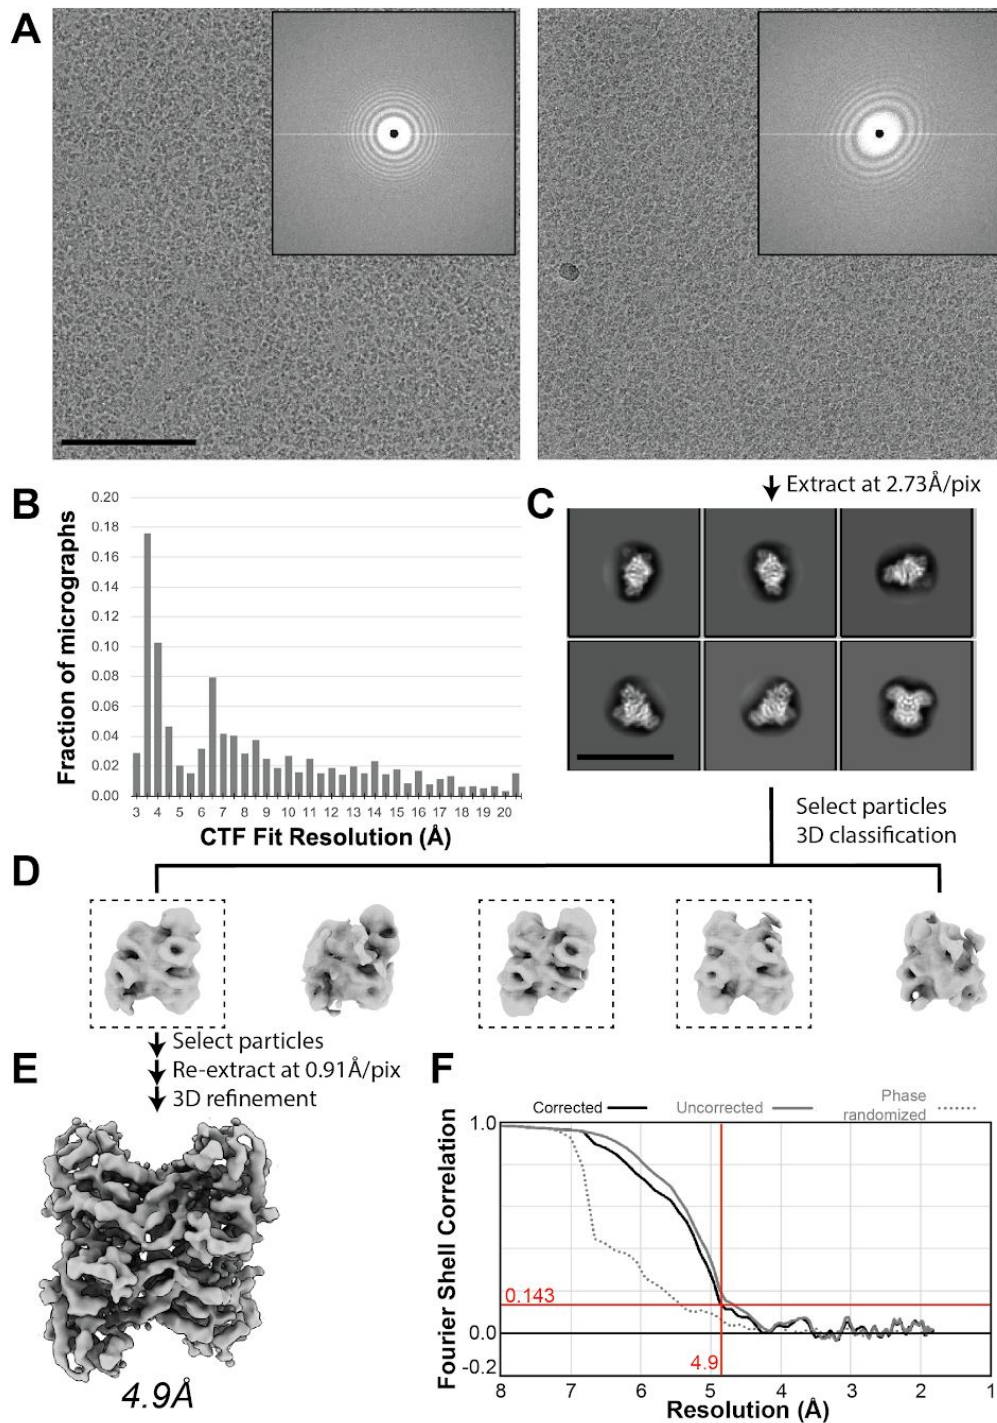 A
B
Fraction of micrographs
0.20
0.18
0.16
0.14
0.12
0.10
0.08
0.06
0.04
0.02
0.00
3 4 5 6 7 8 9 10 11 12 13 14 15 16 17 18 19 20
CTF Fit Resolution (Å)
Extract at 2.73Å/pix
C
Select particles
3D classification
D
Select particles
Re-extract at 0.91Å/pix
3D refinement
E
4.9Å
F
Corrected
Uncorrected
Phase
randomized
Fourier Shell Correlation
1.0
0.143
0.0
-0.2
4.9
8 7 6 5 4 3 2 1
Resolution (Å)